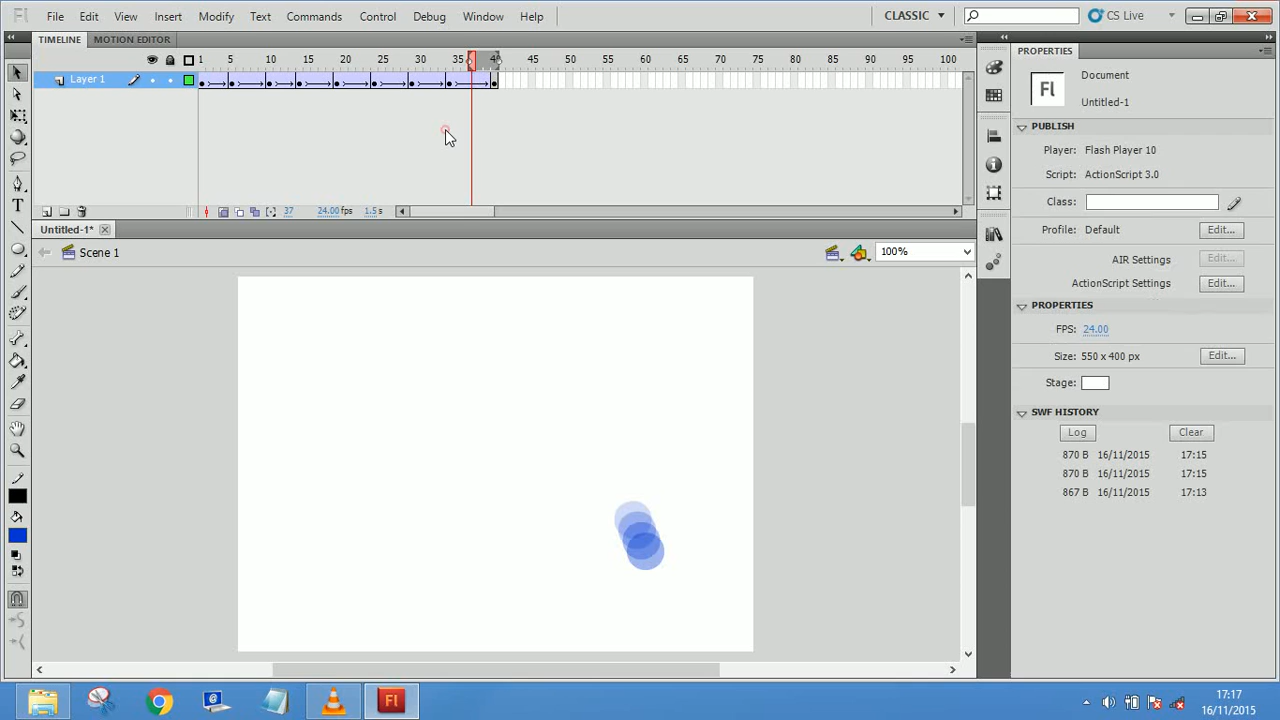 Fl File Edit View Insert Modify Text Commands Control Debug Window Help CLASSIC CS Live
TIMELINE MOTION EDITOR
1 5 10 15 20 25 30 35 40 45 50 55 60 65 70 75 80 85 90 95 100
Layer 1
37 24.00 fps 1.5 s
Untitled-1*
Scene 1 100%
PROPERTIES
Fl Document
Untitled-1
PUBLISH
Player: Flash Player 10
Script: ActionScript 3.0
Class:
Profile: Default Edit...
AIR Settings Edit...
ActionScript Settings Edit...
PROPERTIES
FPS: 24.00
Size: 550 x 400 px Edit...
Stage:
SWF HISTORY
Log Clear
870 B 16/11/2015 17:15
870 B 16/11/2015 17:15
867 B 16/11/2015 17:13
T
Fl
17:17
16/11/2015